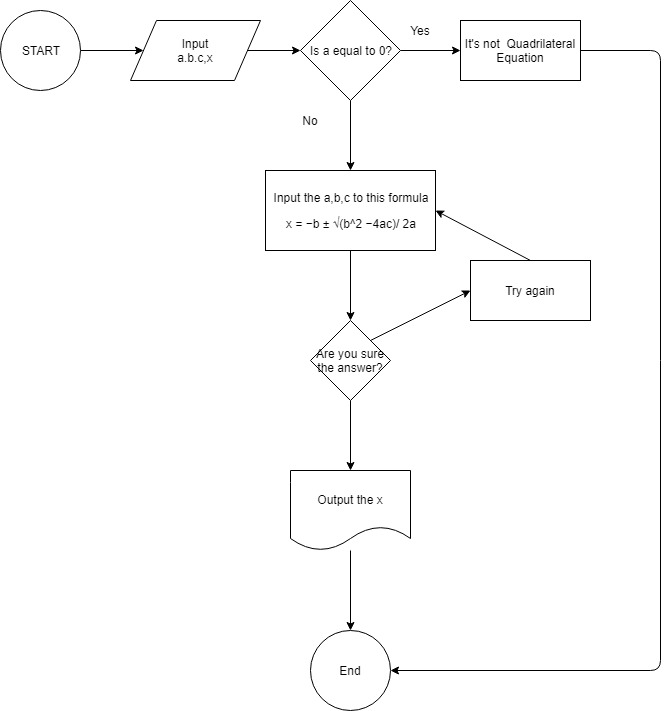 START
Input
a.b.c,x
Is a equal to 0?
Yes
It's not  Quadrilateral
Equation
No
Input the a,b,c to this formula
x = −b ± √(b^2 −4ac)/ 2a
Try again
Are you sure
the answer?
Output the x
End